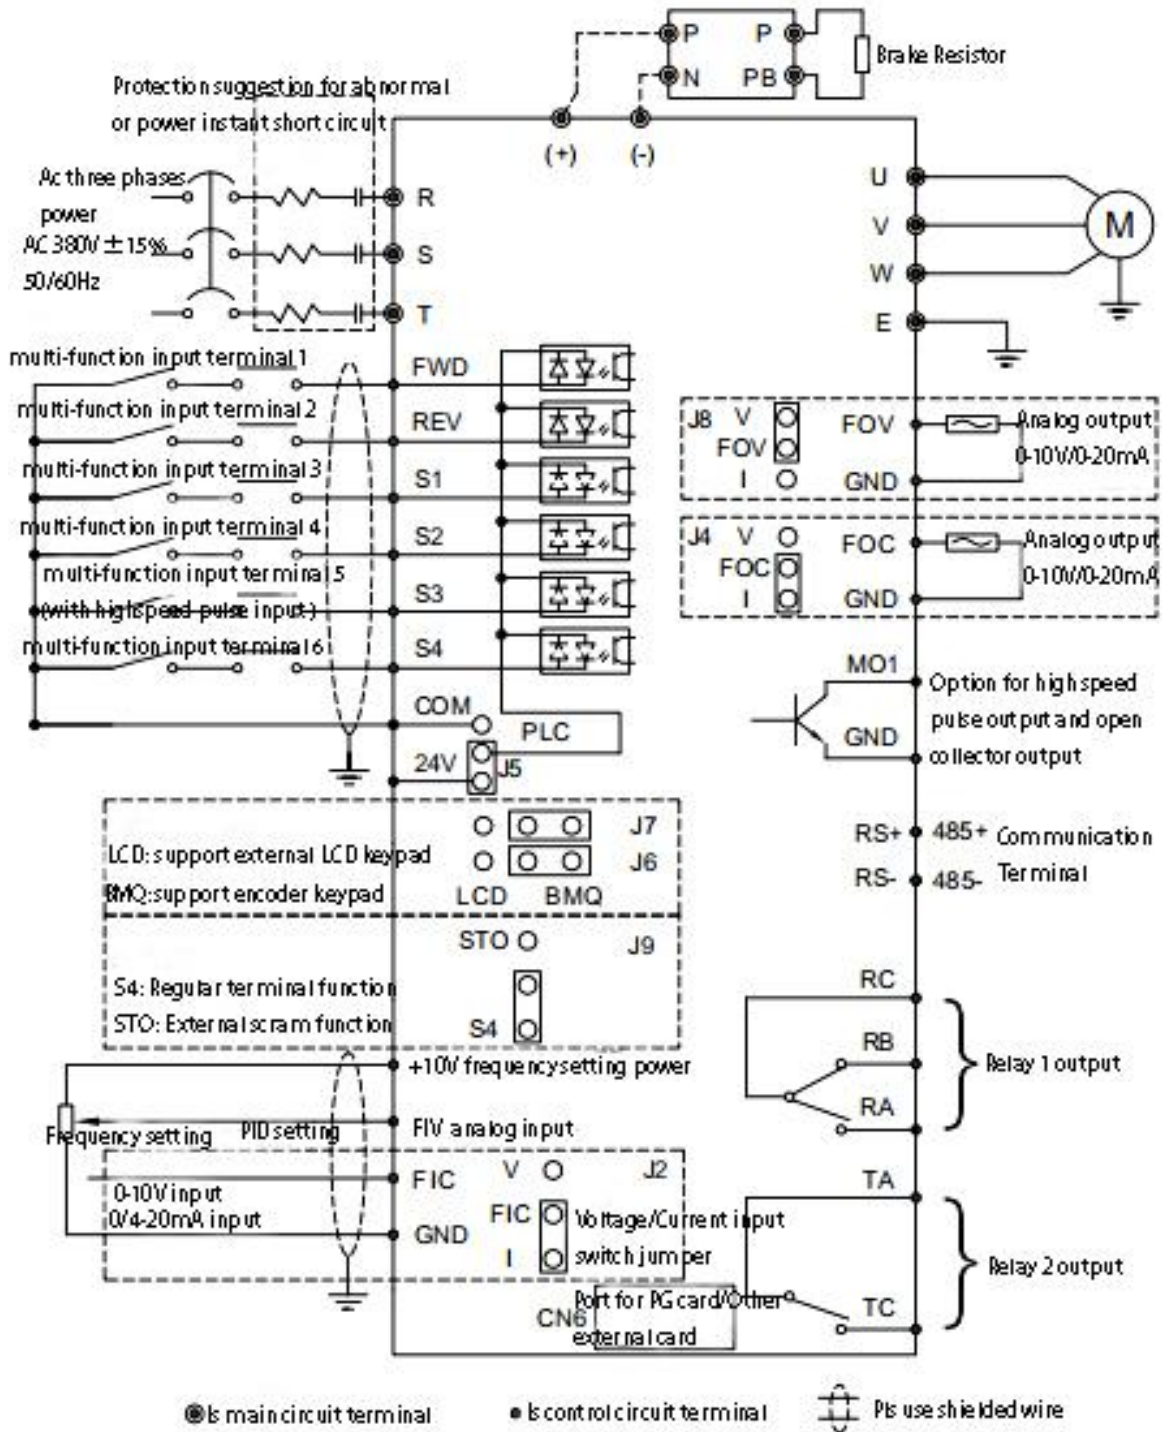 P P
N PB
Brake Resistor
Protection suggestion for abnormal
or power instant short circuit
(+) (-)
Ac three phases
power
AC 380V ±15%
50/60Hz
R
S
T
U
V
W
E
M
multi-function input terminal 1
FWD
multi-function input terminal 2
REV
multi-function input terminal 3
S1
multi-function input terminal 4
S2
multi-function input terminal 5
(with high speed pulse input)
S3
multi-function input terminal 6
S4
COM
PLC
24V
J5
J8 V
FOV
I
FOV
GND
Analog output
0-10V/0-20mA
J4 V
FOC
I
FOC
GND
Analog output
0-10V/0-20mA
MO1
GND
Option for high speed
pulse output and open
collector output
J7
LCD: support external LCD keypad
J6
BMQ: support encoder keypad
LCD BMQ
RS+ 485+
RS- 485-
Communication
Terminal
STO
J9
S4: Regular terminal function
STO: External scram function
S4
+10V frequency setting power
Frequency setting
PID setting
FIV analog input
RC
RB
RA
Relay 1 output
FIC
V
J2
0-10V input
0/4-20mA input
GND
FIC
I
Voltage/Current input
switch jumper
CN6
Port for PG card/Other
external card
TA
TC
Relay 2 output
Is main circuit terminal
Is control circuit terminal
Pls use shielded wire